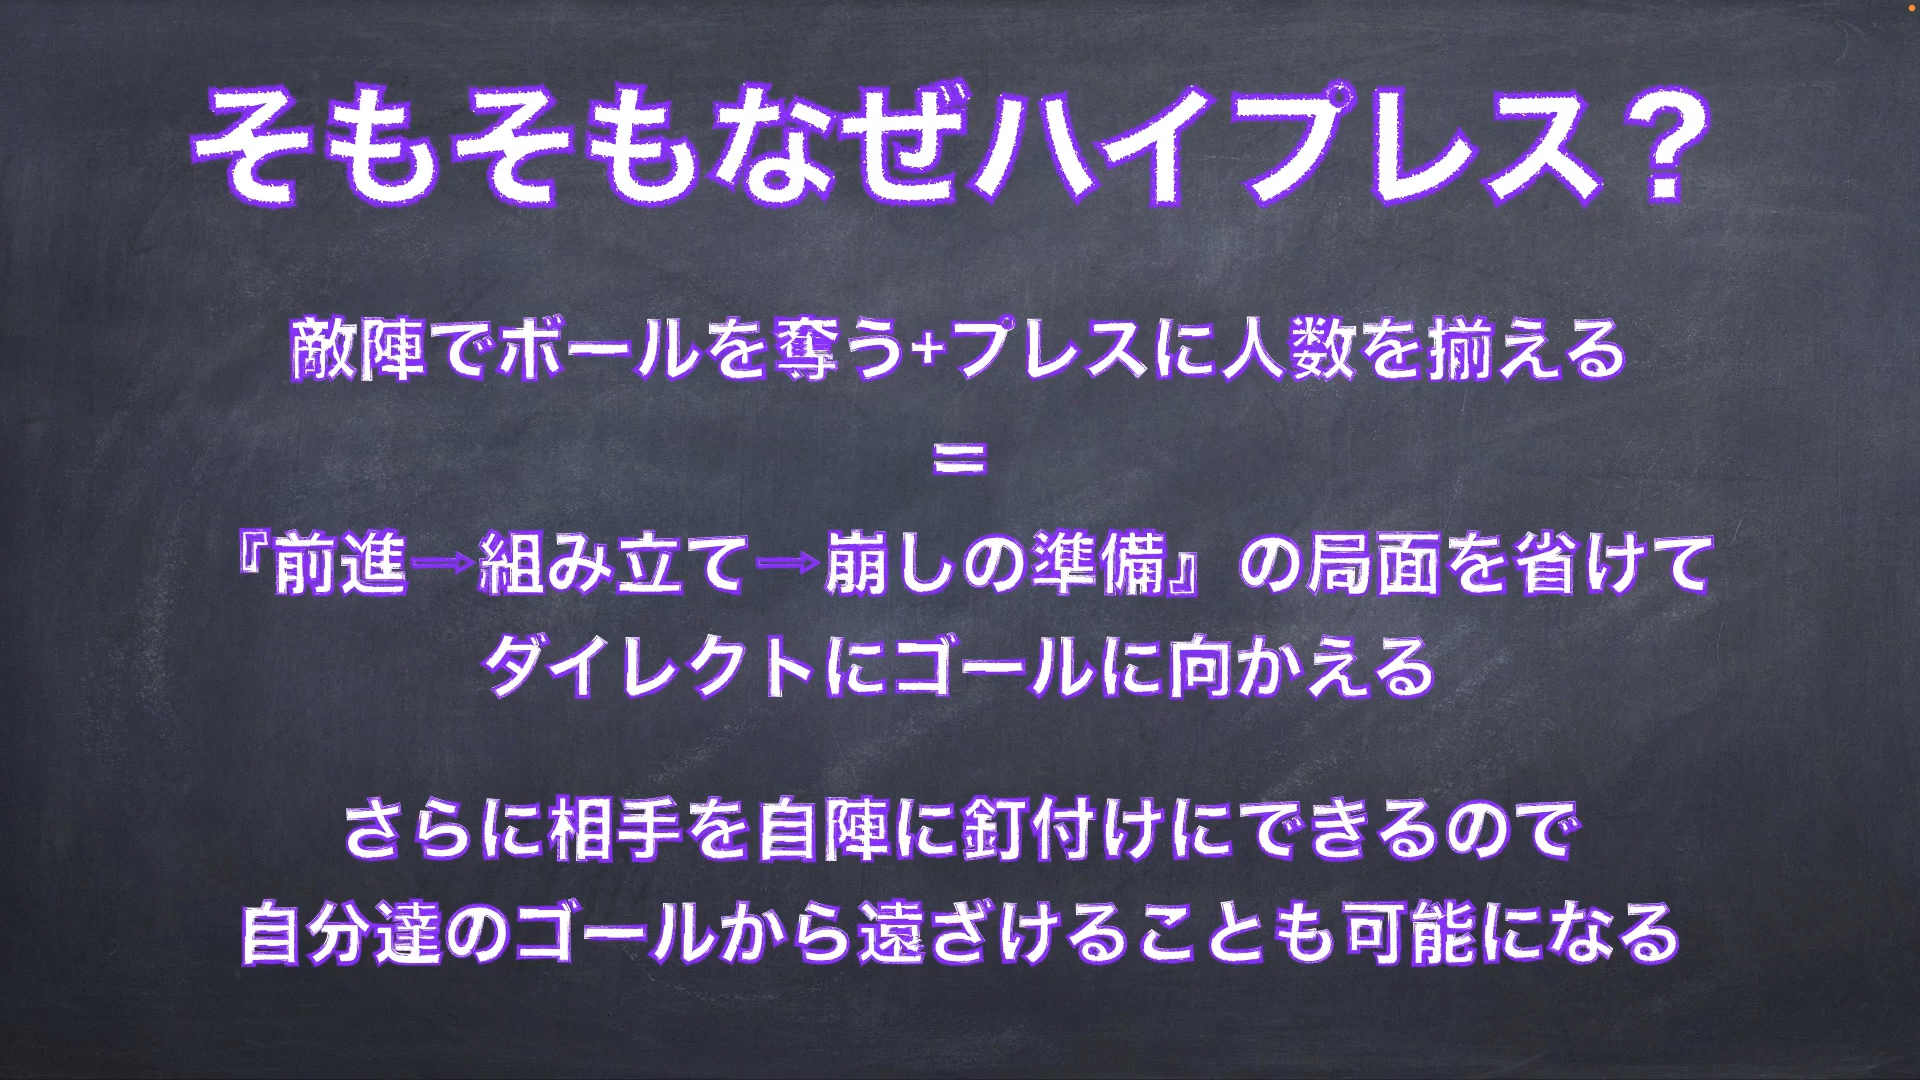 そもそもなぜハイプレス？
敵陣でボールを奪う+プレスに人数を揃える
=
『前進→組み立て→崩しの準備』の局面を省けて
ダイレクトにゴールに向かえる
さらに相手を自陣に釘付けにできるので
自分達のゴールから遠ざけることも可能になる